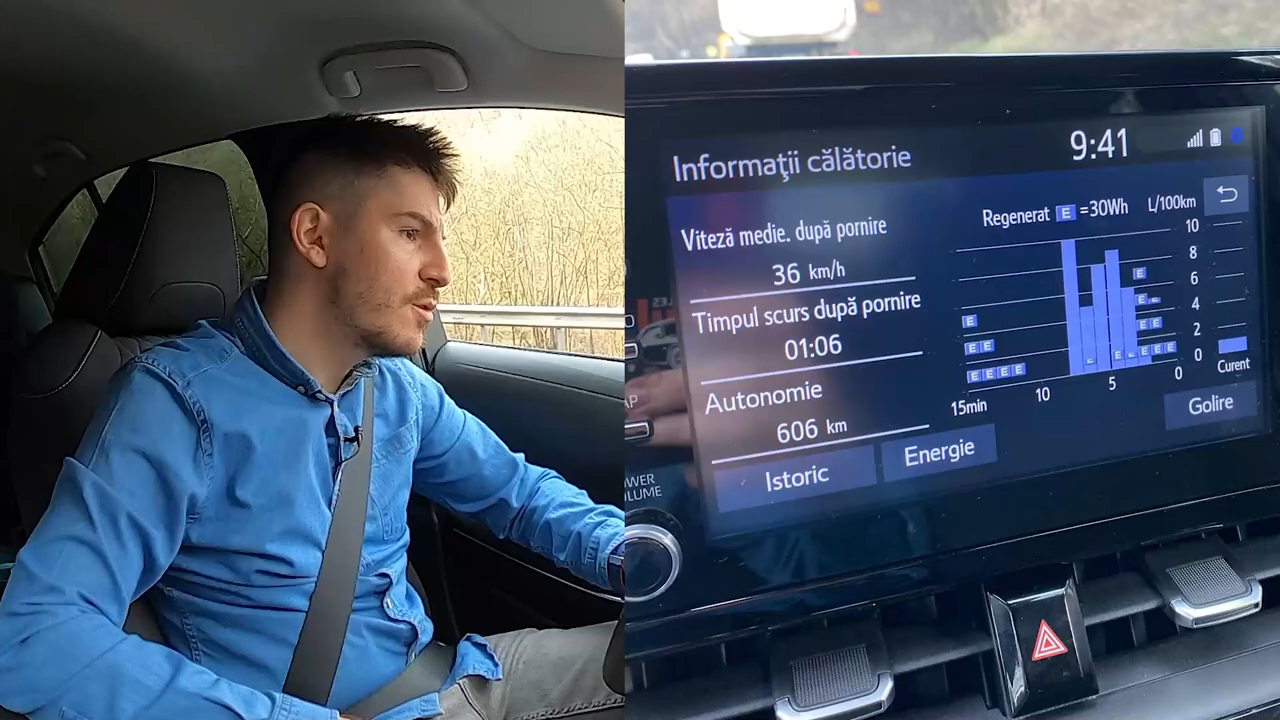 Informaţii călătorie
9:41
Viteză medie. după pornire
36 km/h
Timpul scurs după pornire
01:06
Autonomie
606 km
Istoric
Energie
Regenerat E =30Wh
L/100km
10
8
6
4
2
0
E
E E
E E E E
E
E
E E
E E E E E
E
15min
10
5
0
Curent
Golire